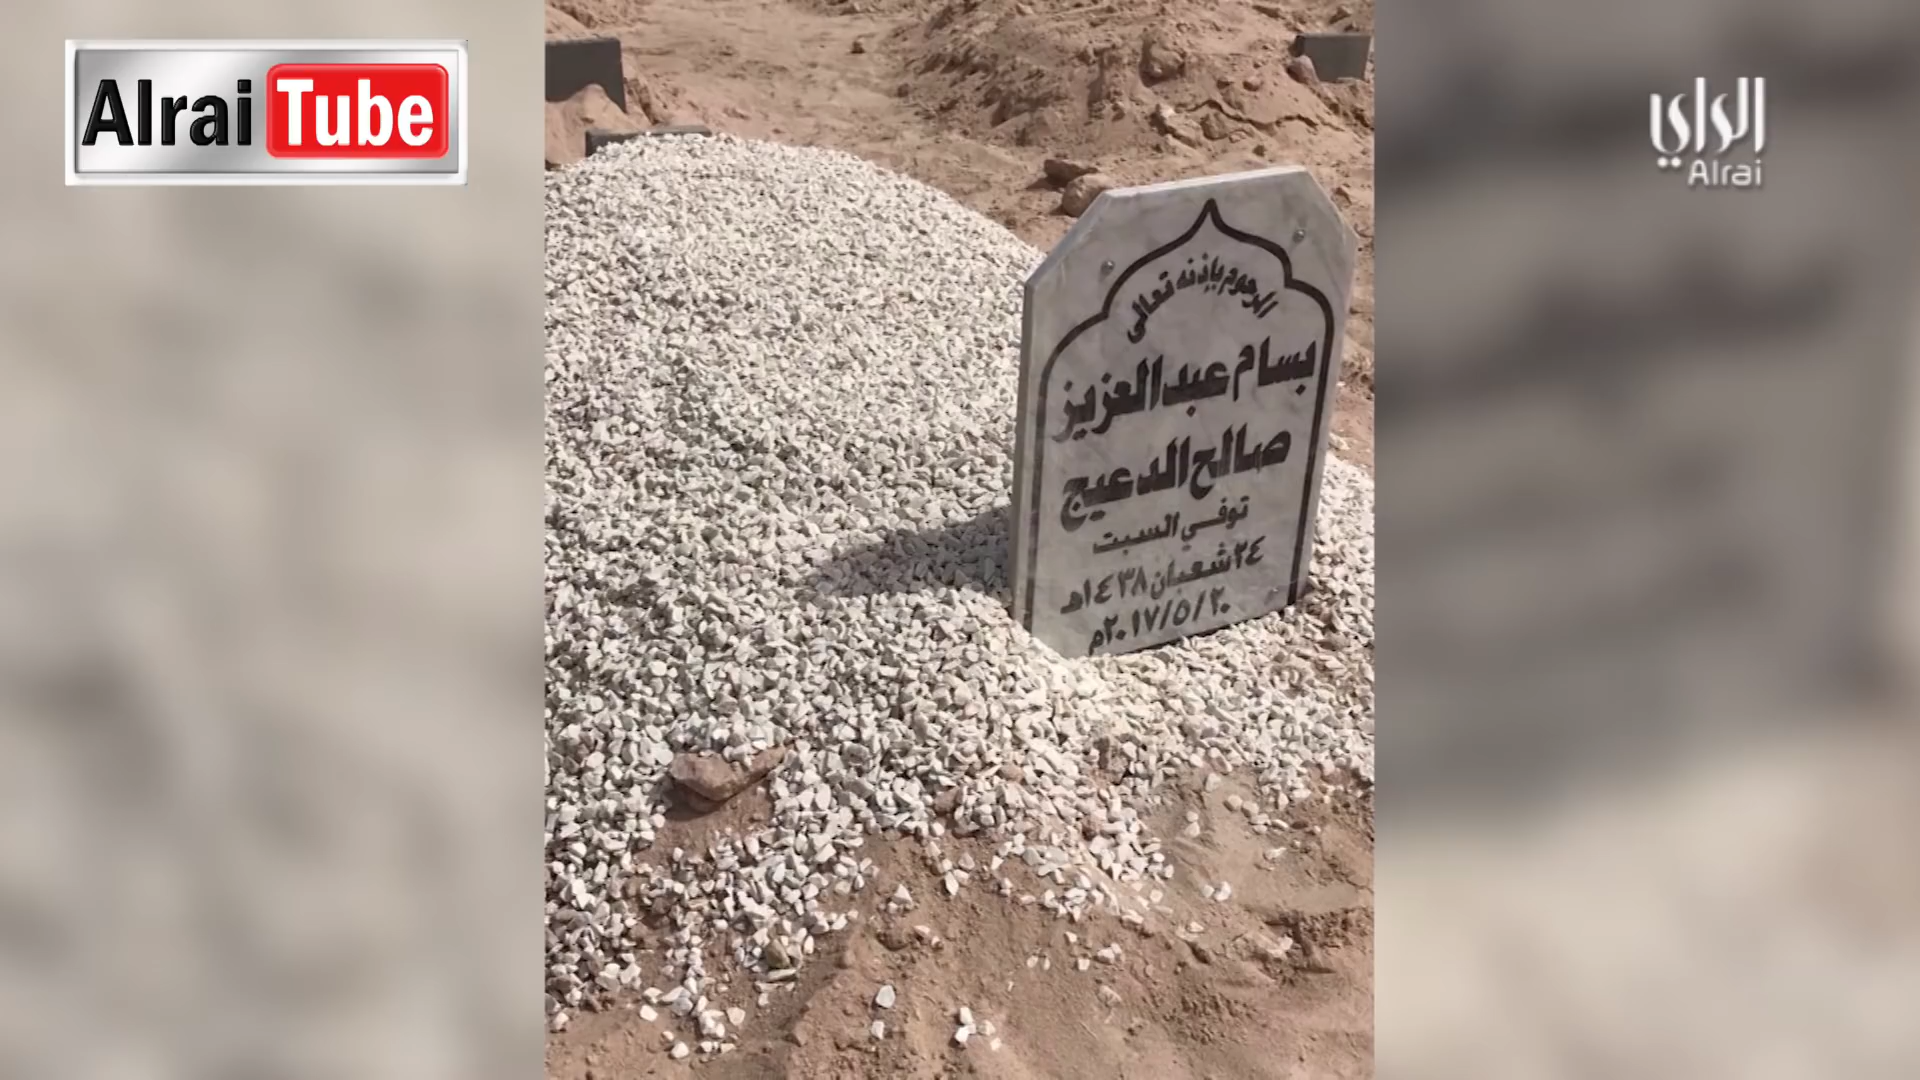 Alrai Tube
الراي
Alrai
المرحوم بإذنه تعالى
بسام عبدالعزيز
صالح الدعيج
توفي السبت
٢٤ شعبان ١٤٣٨هـ
٢٠١٧/٥/٢٠م